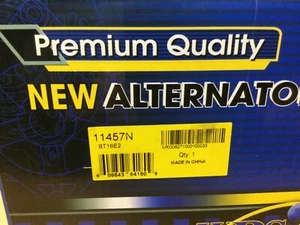 Premium Quality
NEW ALTERNATO
11457N
BT16E2
Qty 1
MADE IN CHINA